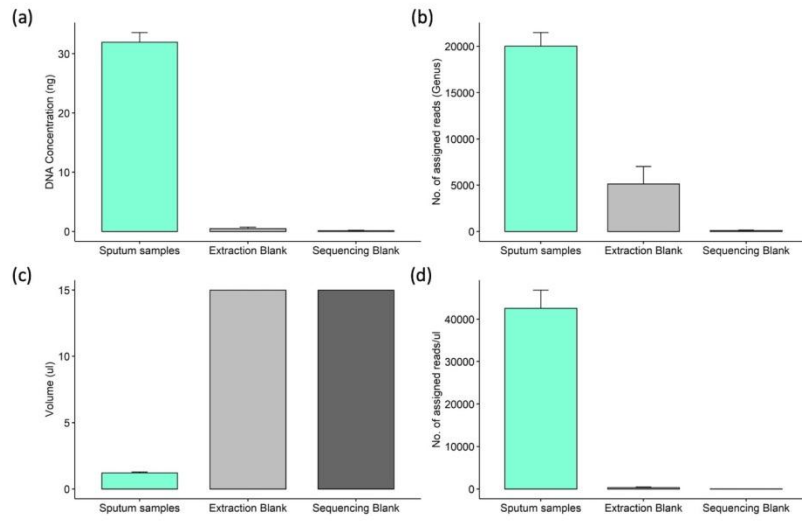 (a)
DNA Concentration (ng)
30
20
10
0
Sputum samples Extraction Blank Sequencing Blank
(b)
No. of assigned reads (Genus)
20000
15000
10000
5000
0
Sputum samples Extraction Blank Sequencing Blank
(c)
Volume (ul)
15
10
5
0
Sputum samples Extraction Blank Sequencing Blank
(d)
No. of assigned reads/ul
40000
30000
20000
10000
0
Sputum samples Extraction Blank Sequencing Blank